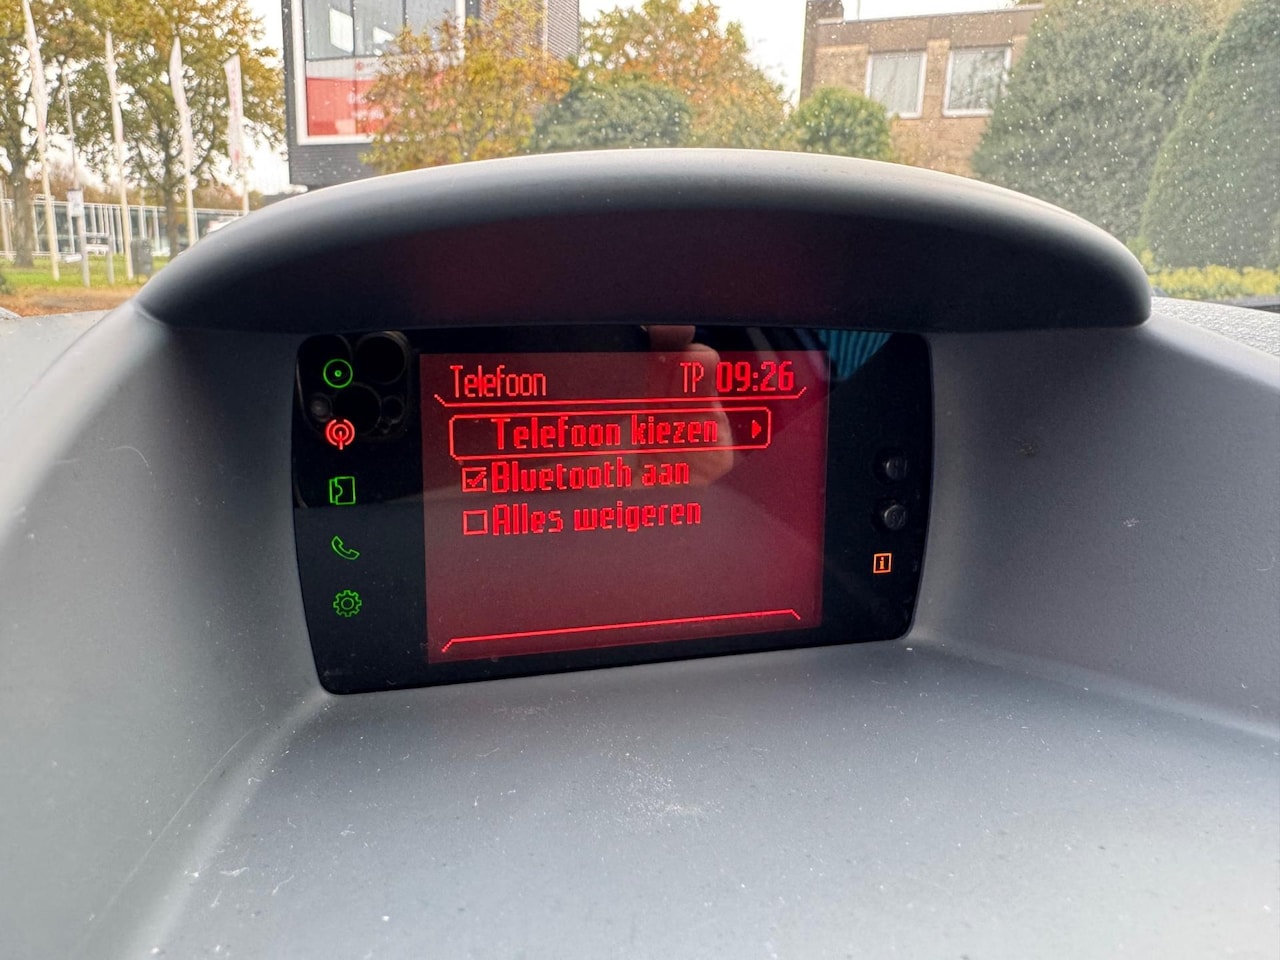 Telefoon TP 09:26
Telefoon kiezen
Bluetooth aan
Alles weigeren
i